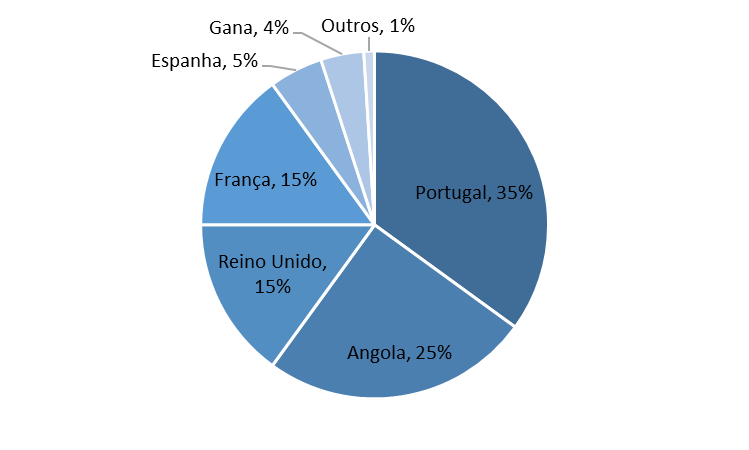 Outros, 1%
Gana, 4%
Espanha, 5%
França, 15%
Portugal, 35%
Reino Unido,
15%
Angola, 25%